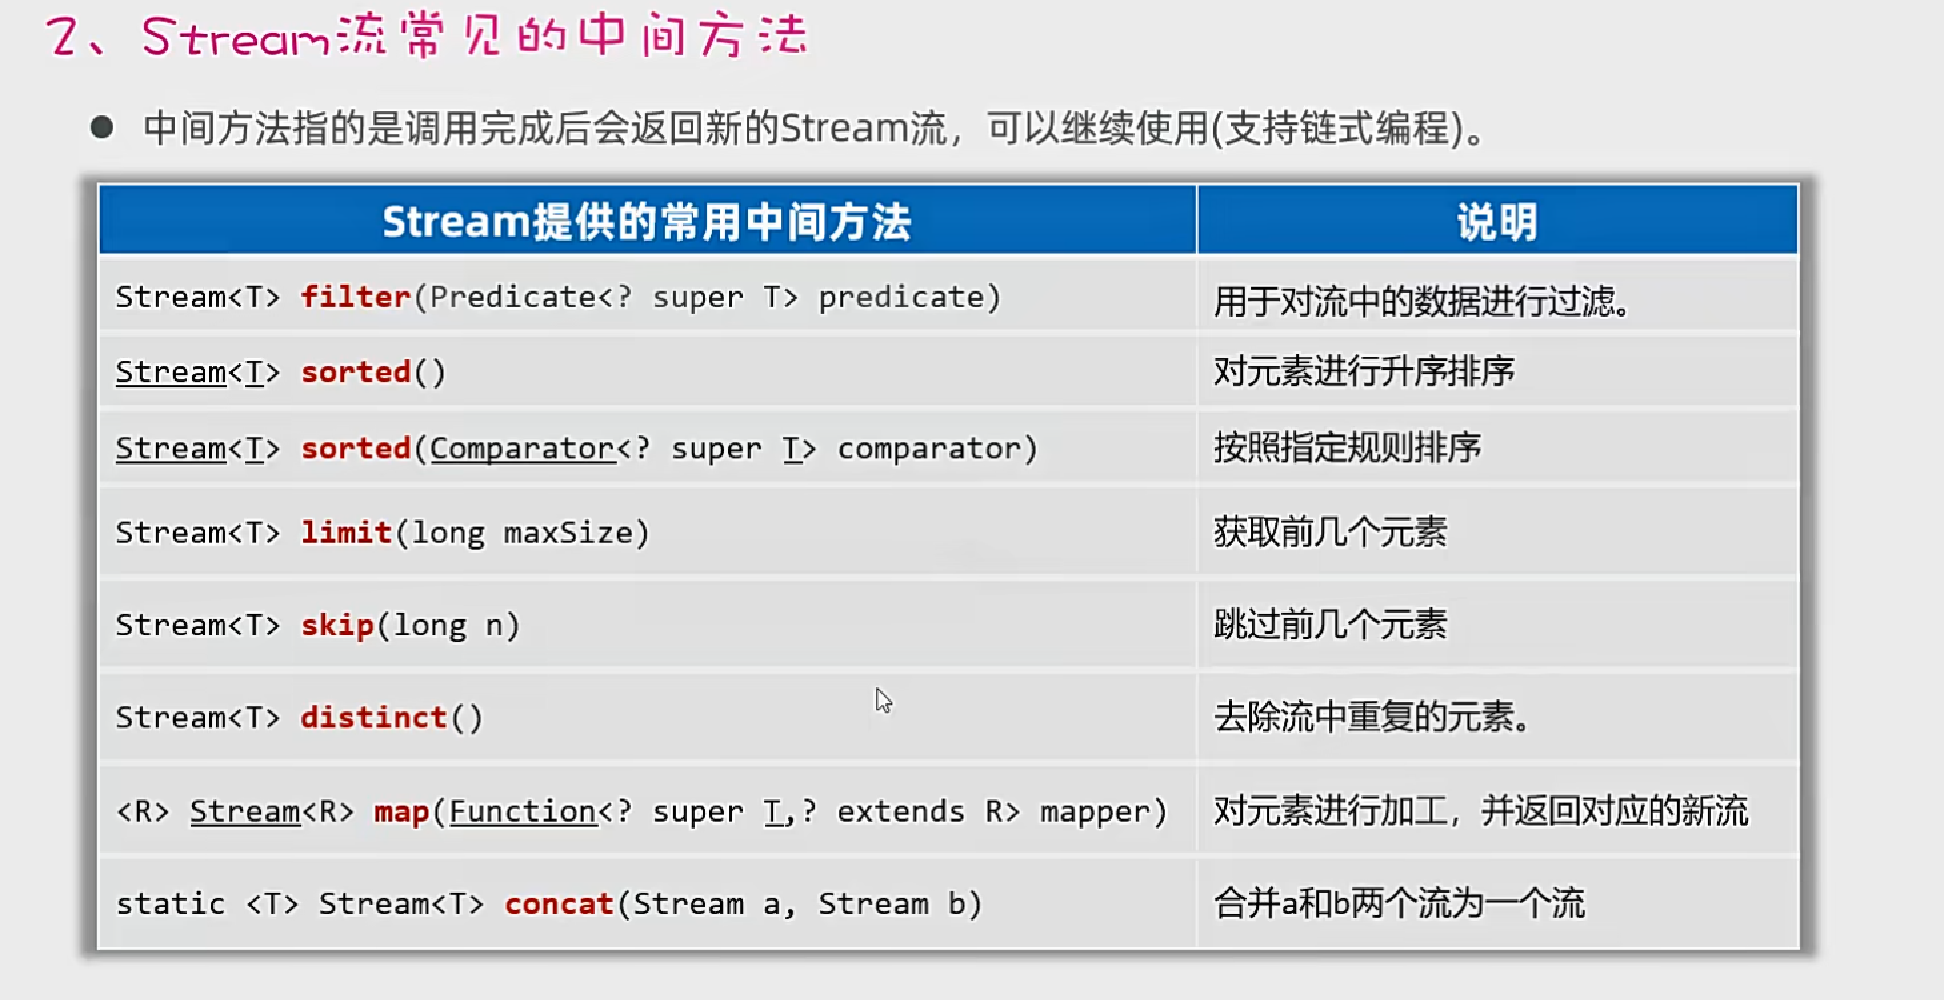 2、Stream流常见的中间方法
● 中间方法指的是调用完成后会返回新的Stream流，可以继续使用(支持链式编程)。
Stream提供的常用中间方法 说明
Stream<T> filter(Predicate<? super T> predicate) 用于对流中的数据进行过滤。
Stream<T> sorted() 对元素进行升序排序
Stream<T> sorted(Comparator<? super T> comparator) 按照指定规则排序
Stream<T> limit(long maxSize) 获取前几个元素
Stream<T> skip(long n) 跳过前几个元素
Stream<T> distinct() 去除流中重复的元素。
<R> Stream<R> map(Function<? super T,? extends R> mapper) 对元素进行加工，并返回对应的新流
static <T> Stream<T> concat(Stream a, Stream b) 合并a和b两个流为一个流